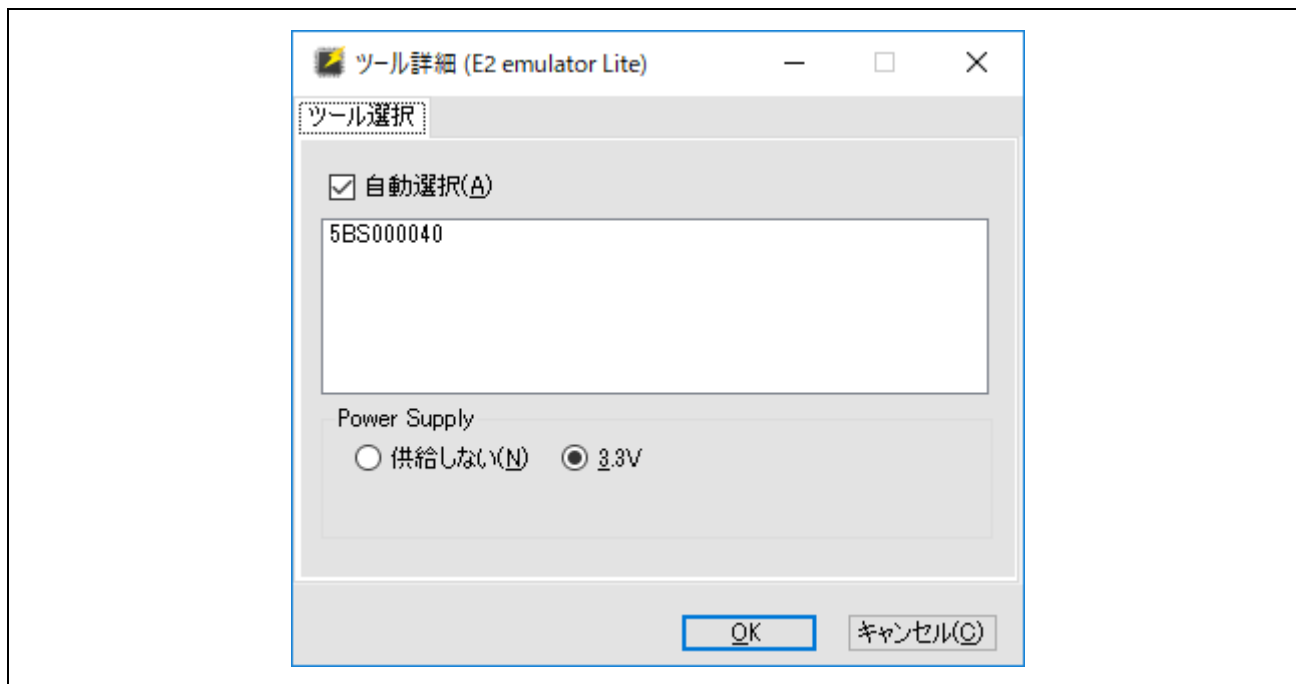 ツール詳細 (E2 emulator Lite)
ツール選択
自動選択(A)
5BS000040
Power Supply
供給しない(N) 3.3V
OK キャンセル(C)